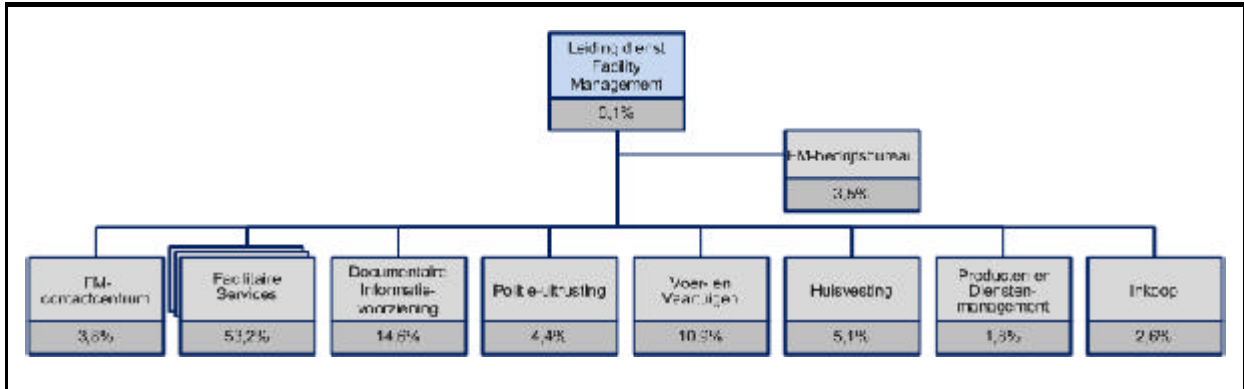 Leiding dienst
Facility
Management
0,1%
FM-bedrijfsbureau
3,5%
FM-
contactcentrum
3,8%
Facilitaire
Services
53,2%
Documentaire
Informatie-
voorziening
14,6%
Politie-uitrusting
4,4%
Voer- en
Vaartuigen
10,9%
Huisvesting
5,1%
Producten en
Diensten-
management
1,8%
Inkoop
2,6%